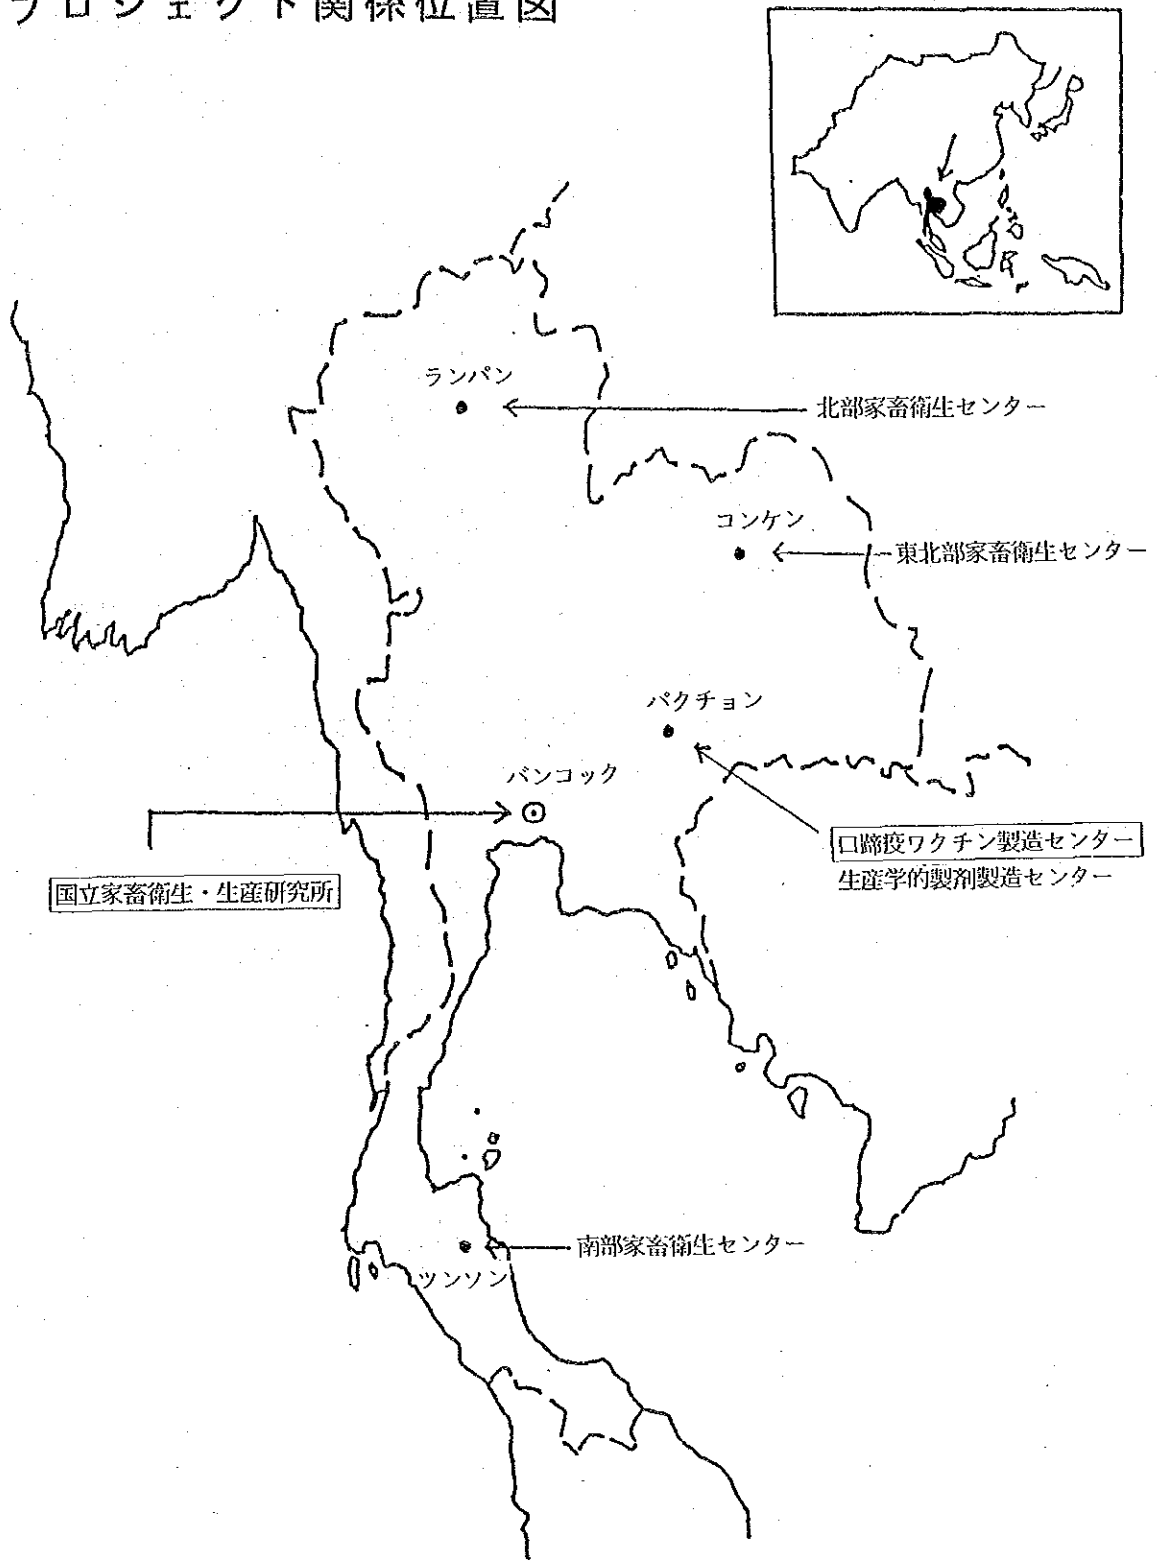 プロジェクト関係位置図
ランパン
北部家畜衛生センター
コンケン
東北部家畜衛生センター
パクチョン
バンコック
口蹄疫ワクチン製造センター
生産学的製剤製造センター
国立家畜衛生・生産研究所
南部家畜衛生センター
ツンソン